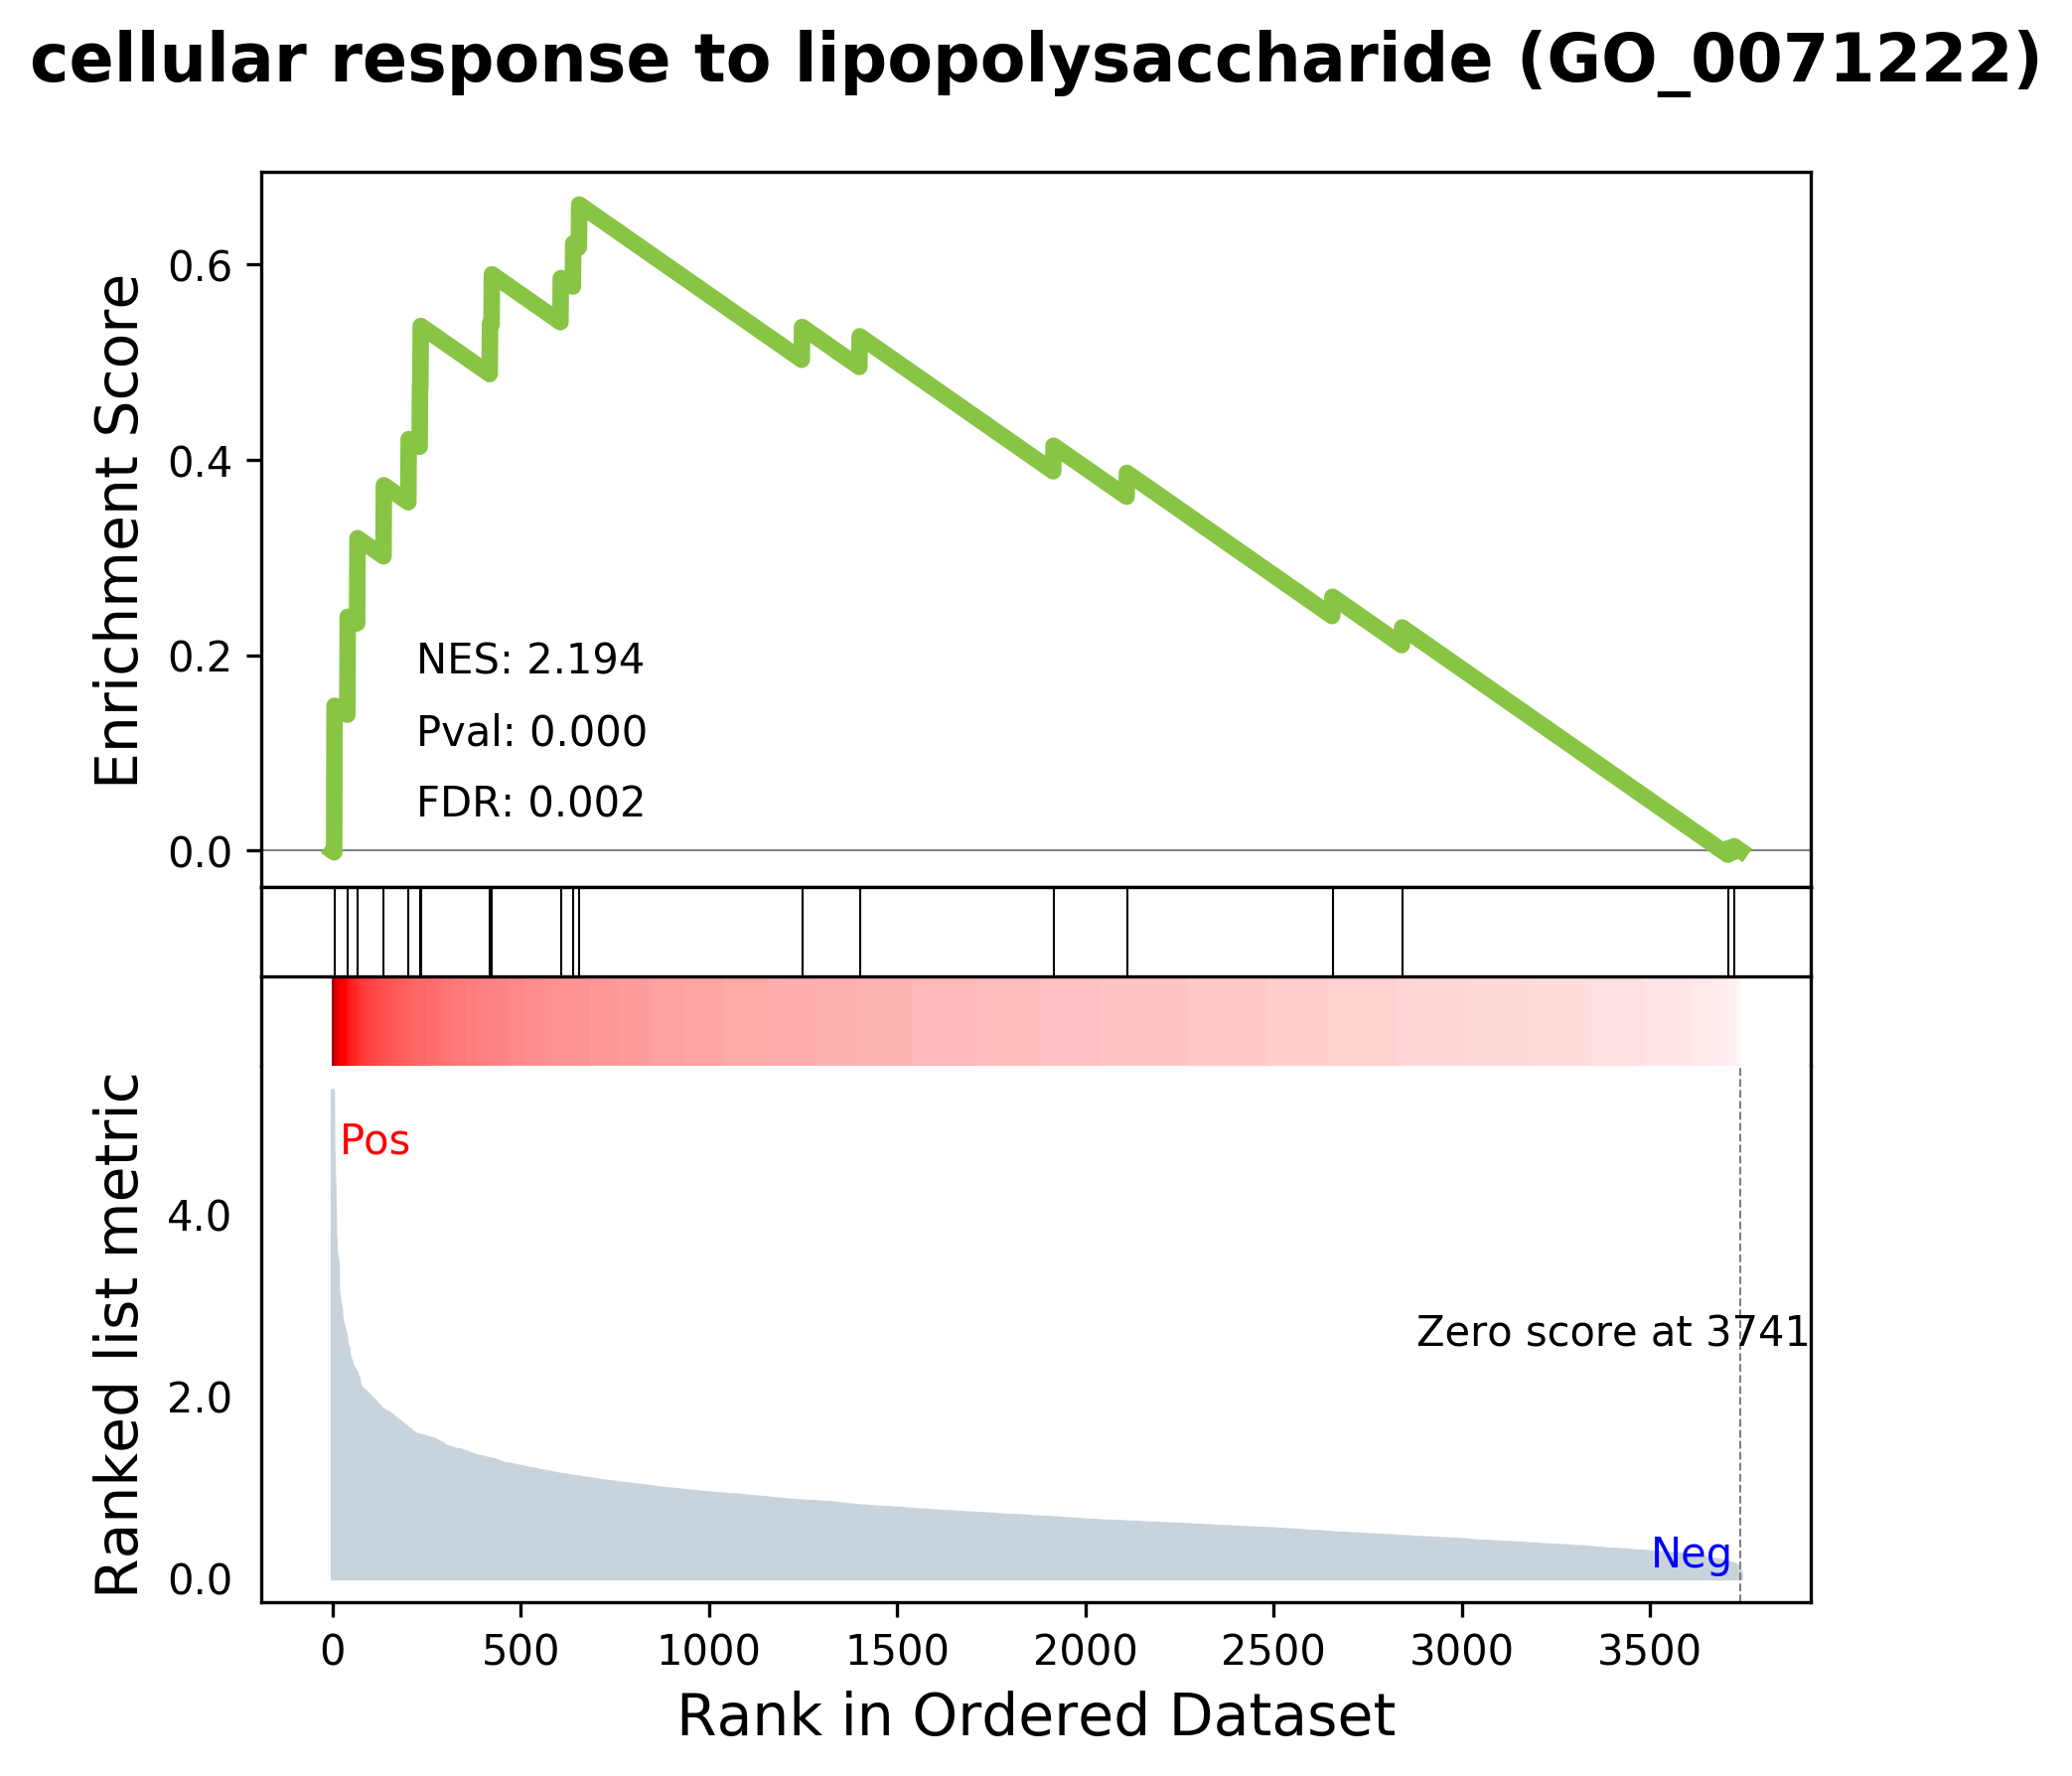 cellular response to lipopolysaccharide (GO_0071222)
Enrichment Score
0.6
0.4
0.2
0.0
NES: 2.194
Pval: 0.000
FDR: 0.002
Ranked list metric
Pos
4.0
2.0
0.0
Zero score at 3741
Neg
0 500 1000 1500 2000 2500 3000 3500
Rank in Ordered Dataset